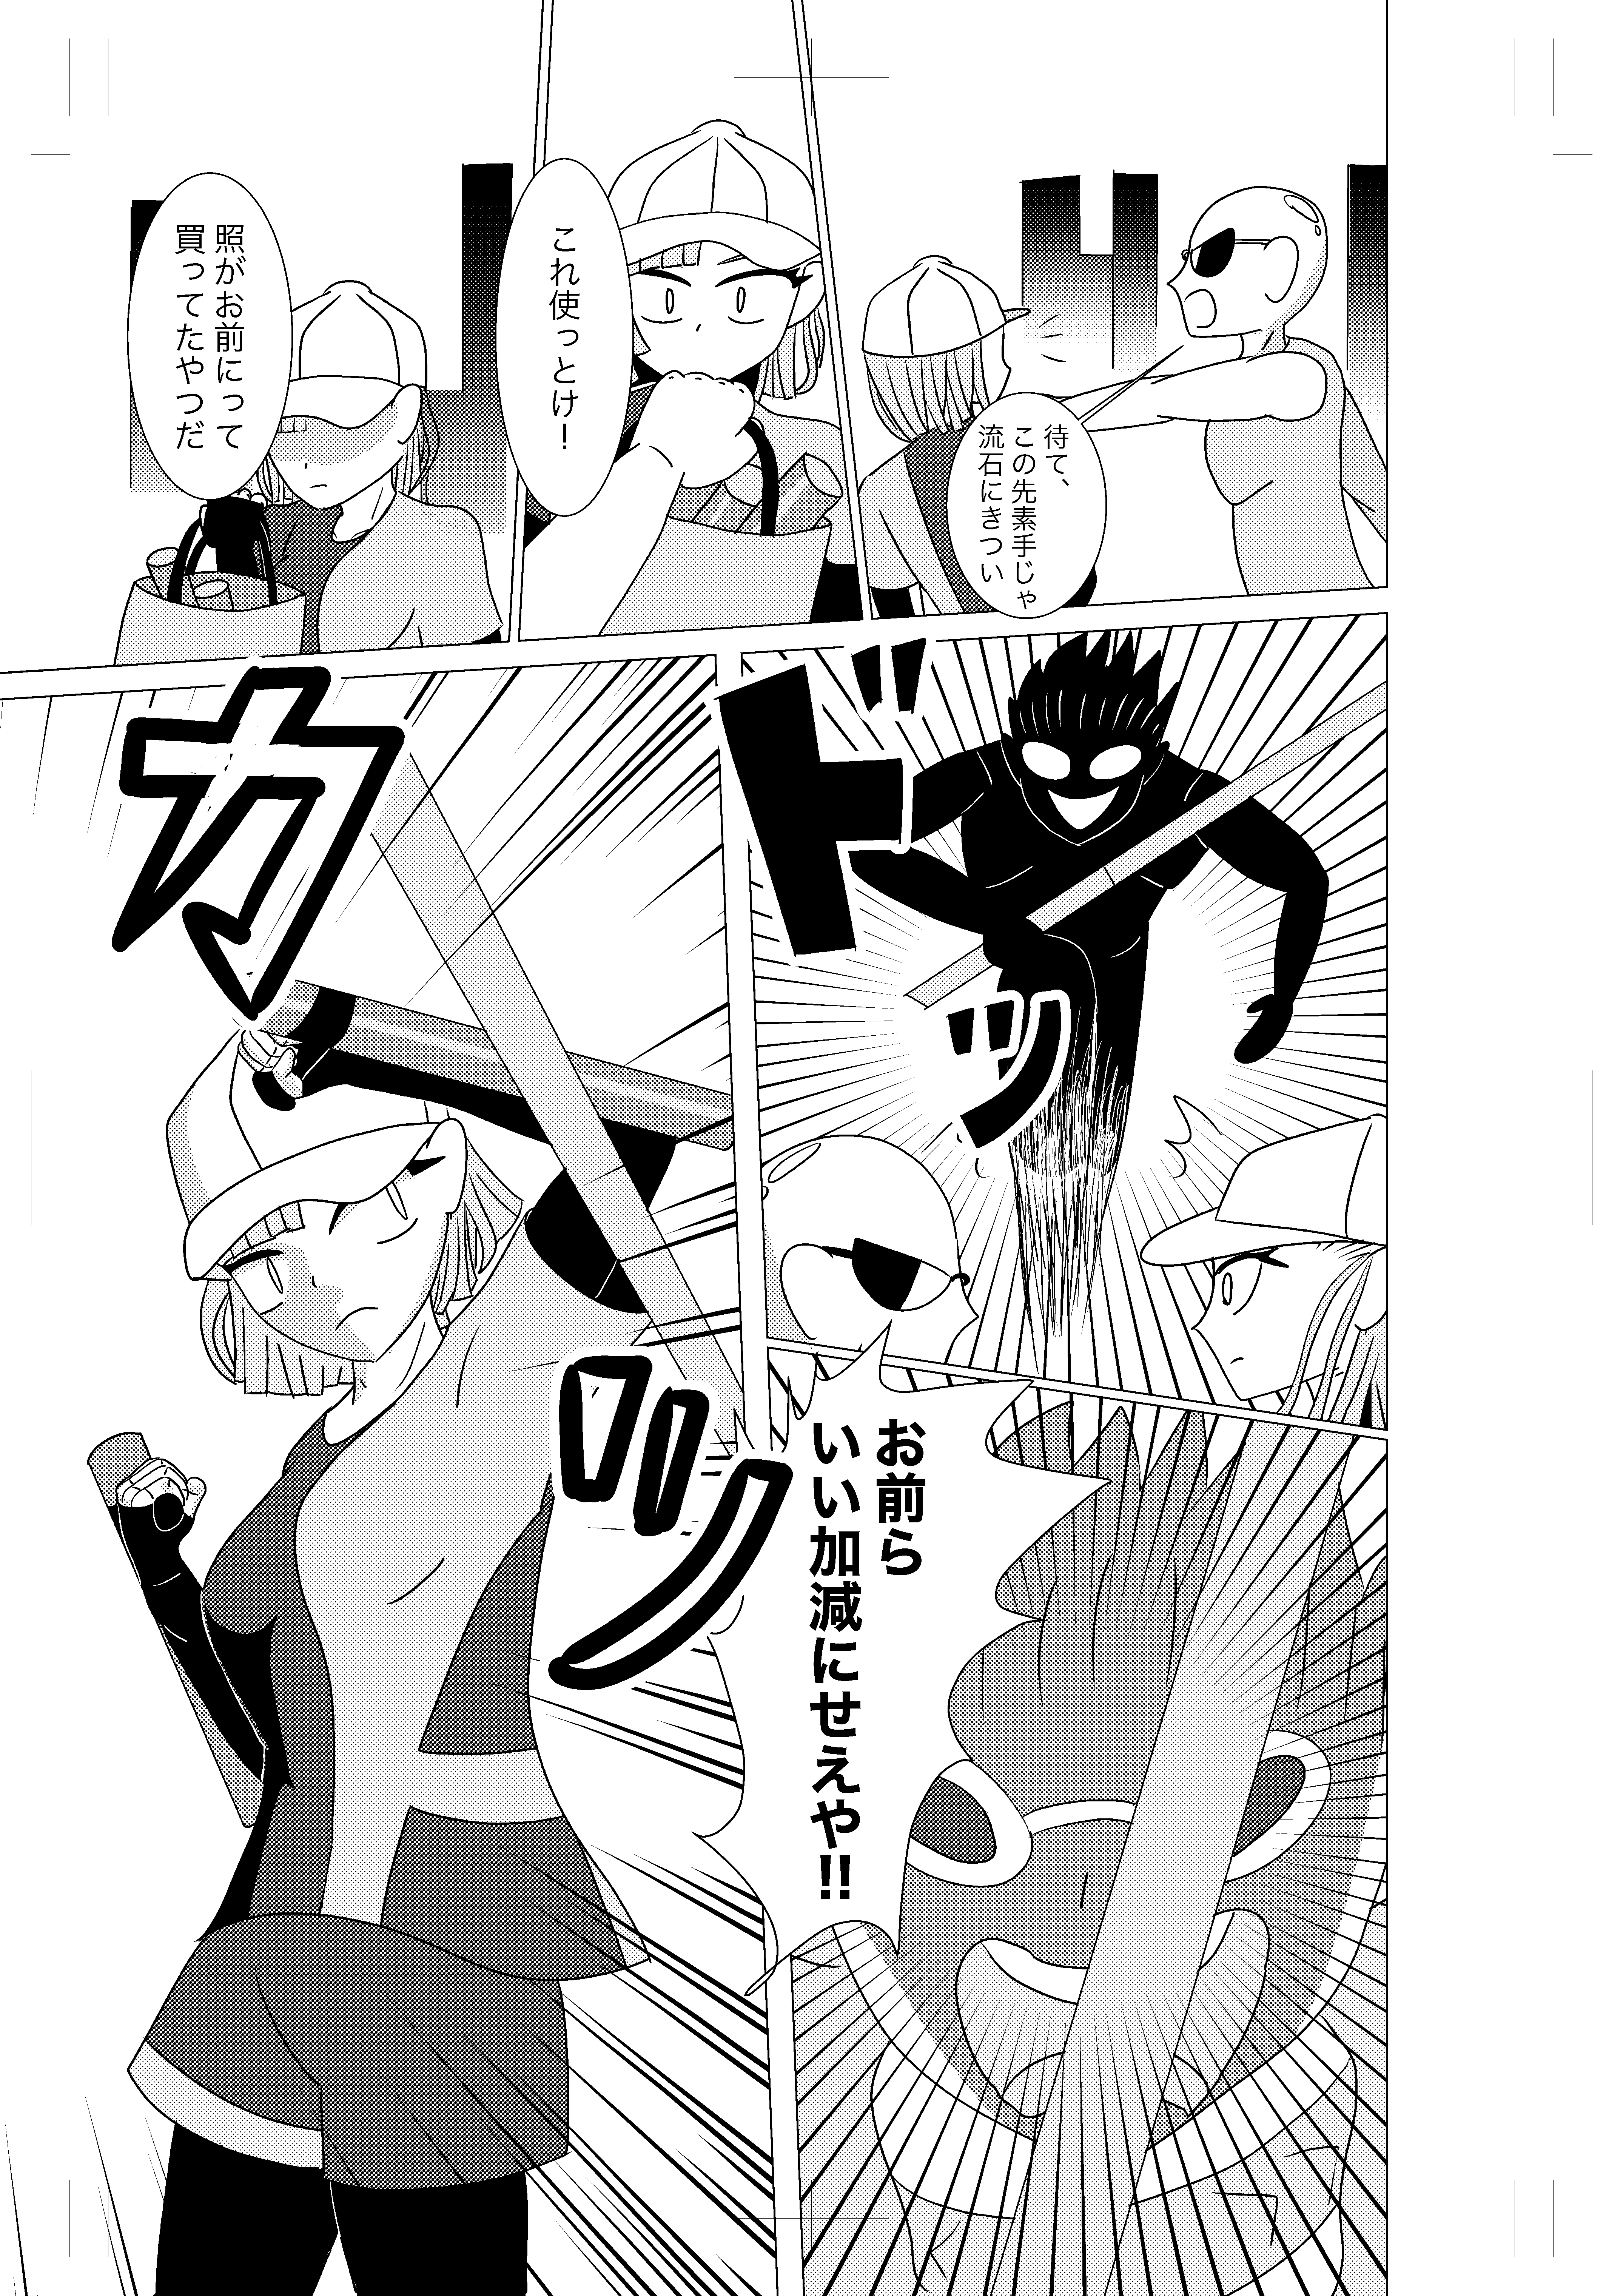 待て、
この先素手じゃ
流石にきつい
これ使っとけ！
照がお前にって
買ってたやつだ
ドドッ
お前ら
いい加減にせえや!!
カッ